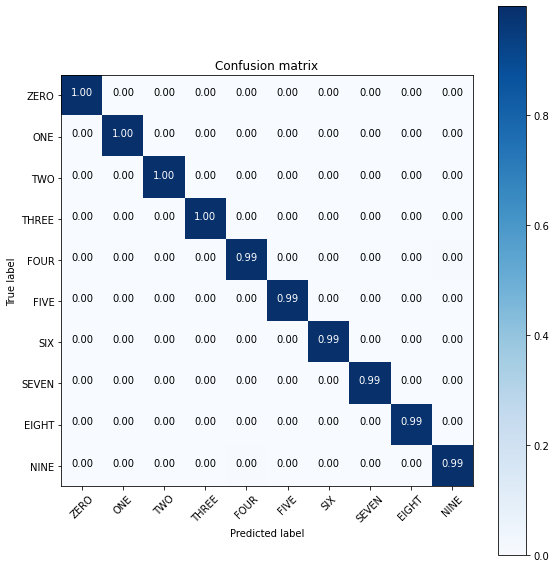 Confusion matrix
ZERO 1.00 0.00 0.00 0.00 0.00 0.00 0.00 0.00 0.00 0.00
ONE 0.00 1.00 0.00 0.00 0.00 0.00 0.00 0.00 0.00 0.00
TWO 0.00 0.00 1.00 0.00 0.00 0.00 0.00 0.00 0.00 0.00
THREE 0.00 0.00 0.00 1.00 0.00 0.00 0.00 0.00 0.00 0.00
FOUR 0.00 0.00 0.00 0.00 0.99 0.00 0.00 0.00 0.00 0.00
FIVE 0.00 0.00 0.00 0.00 0.00 0.99 0.00 0.00 0.00 0.00
SIX 0.00 0.00 0.00 0.00 0.00 0.00 0.99 0.00 0.00 0.00
SEVEN 0.00 0.00 0.00 0.00 0.00 0.00 0.00 0.99 0.00 0.00
EIGHT 0.00 0.00 0.00 0.00 0.00 0.00 0.00 0.00 0.99 0.00
NINE 0.00 0.00 0.00 0.00 0.00 0.00 0.00 0.00 0.00 0.99
True label
ZERO ONE TWO THREE FOUR FIVE SIX SEVEN EIGHT NINE
Predicted label
0.8
0.6
0.4
0.2
0.0